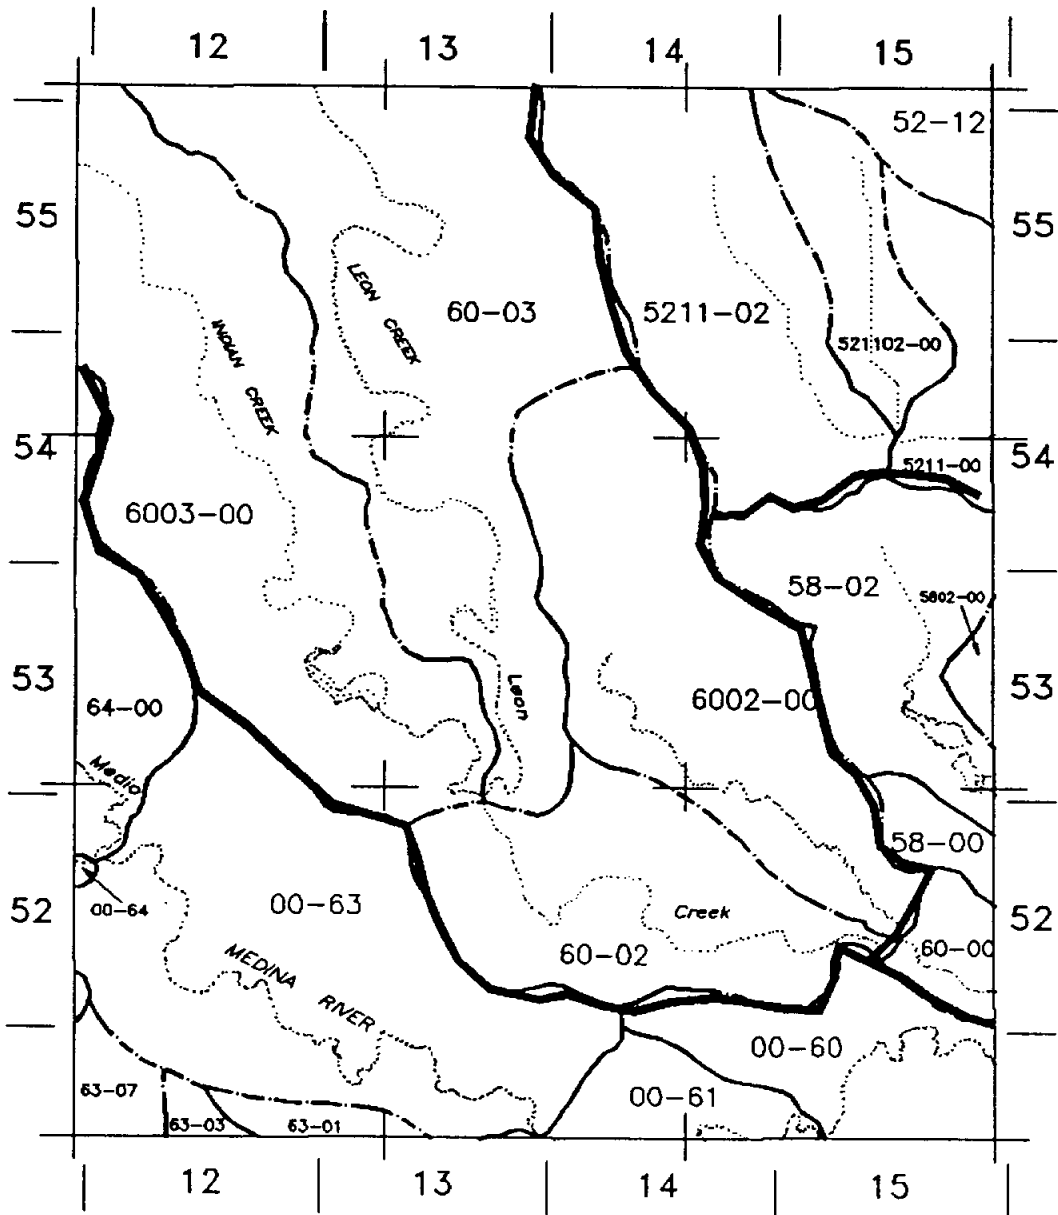 12 13 14 15
52-12
55 55
LEON CREEK
60-03 5211-02
INDIAN CREEK
521102-00
54 54
5211-00
6003-00
58-02
5802-00
53 53
64-00 Leon 6002-00
Medio
58-00
00-64 00-63
52 Creek 52
60-02 60-00
MEDINA RIVER
00-60
63-07 00-61
63-03 63-01
12 13 14 15